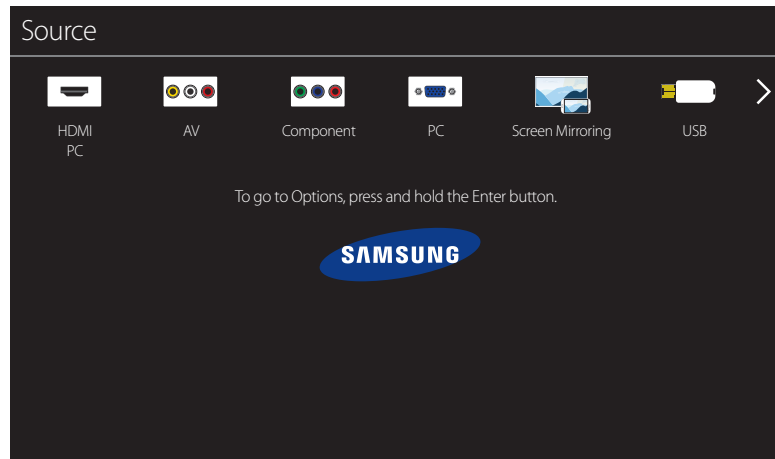 Source
HDMI AV Component PC Screen Mirroring USB
PC
To go to Options, press and hold the Enter button.
SAMSUNG